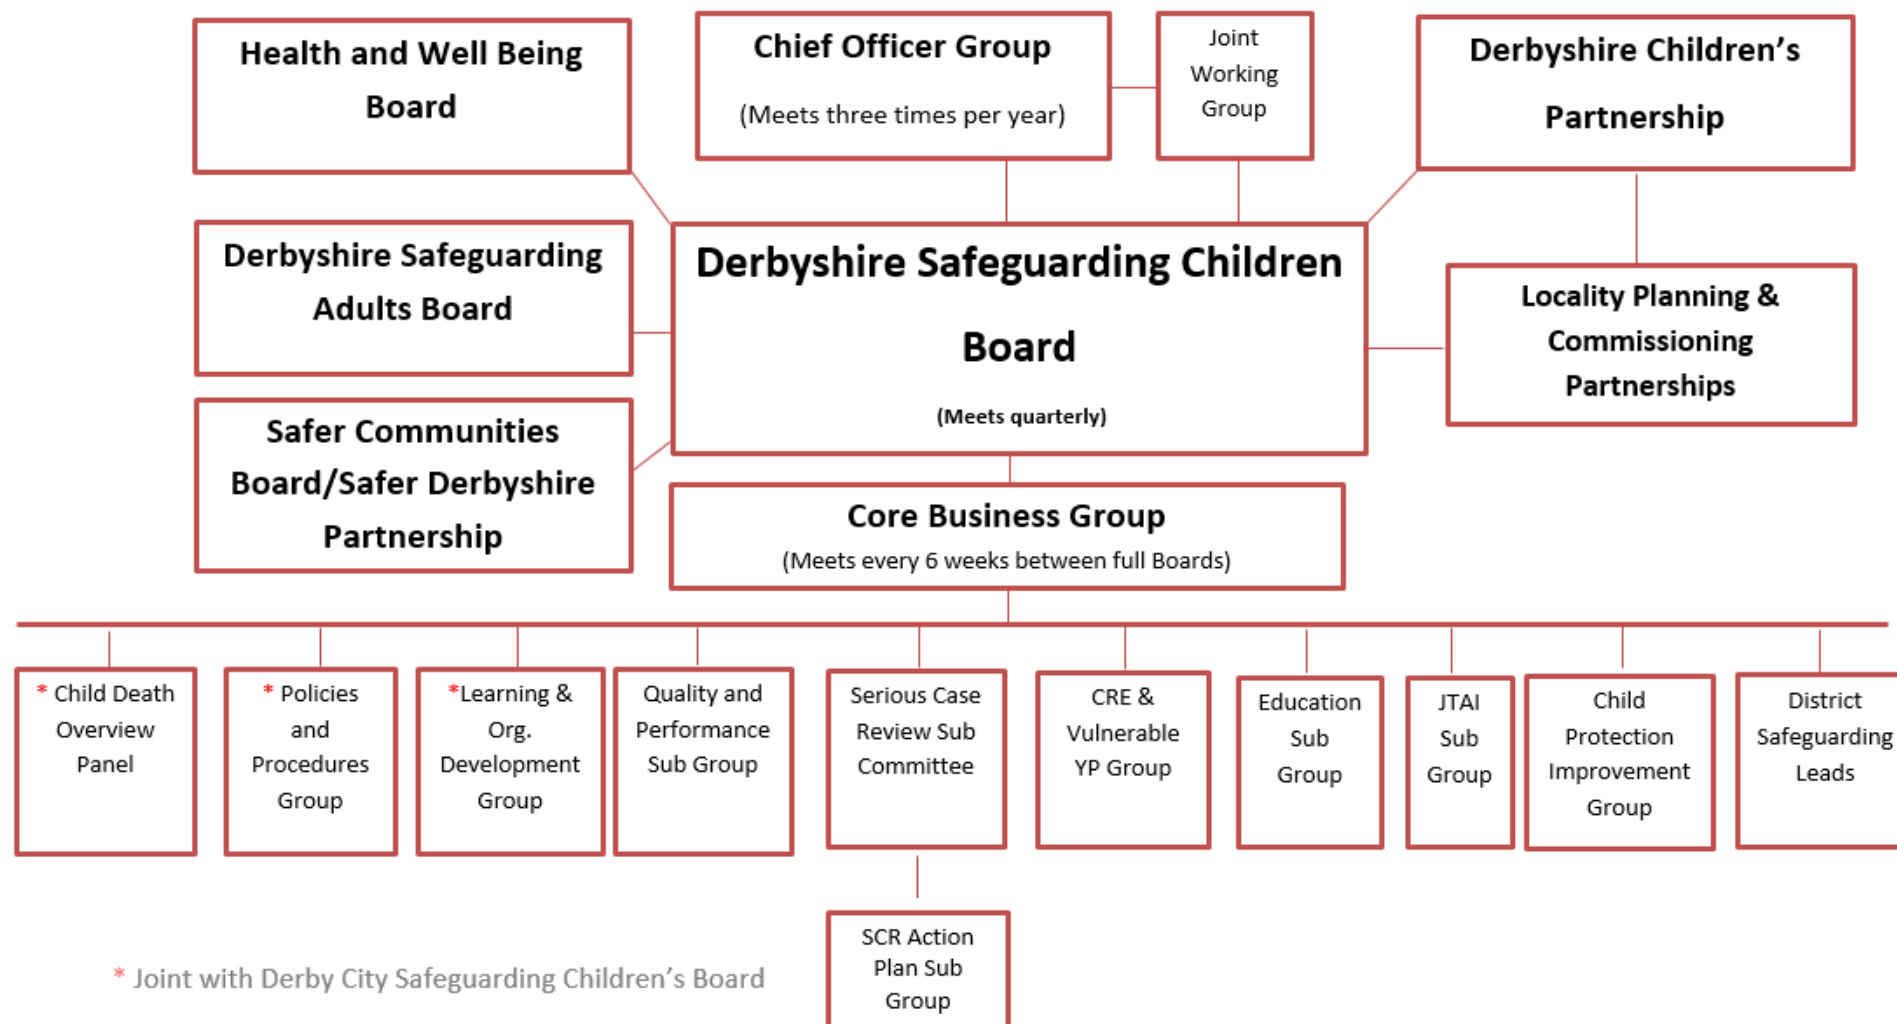 Health and Well Being
Board
Chief Officer Group
(Meets three times per year)
Joint
Working
Group
Derbyshire Children’s
Partnership
Derbyshire Safeguarding
Adults Board
Derbyshire Safeguarding Children
Board
(Meets quarterly)
Locality Planning &
Commissioning
Partnerships
Safer Communities
Board/Safer Derbyshire
Partnership
Core Business Group
(Meets every 6 weeks between full Boards)
* Child Death
Overview
Panel
* Policies
and
Procedures
Group
*Learning &
Org.
Development
Group
Quality and
Performance
Sub Group
Serious Case
Review Sub
Committee
CRE &
Vulnerable
YP Group
Education
Sub
Group
JTAI
Sub
Group
Child
Protection
Improvement
Group
District
Safeguarding
Leads
SCR Action
Plan Sub
Group
* Joint with Derby City Safeguarding Children’s Board